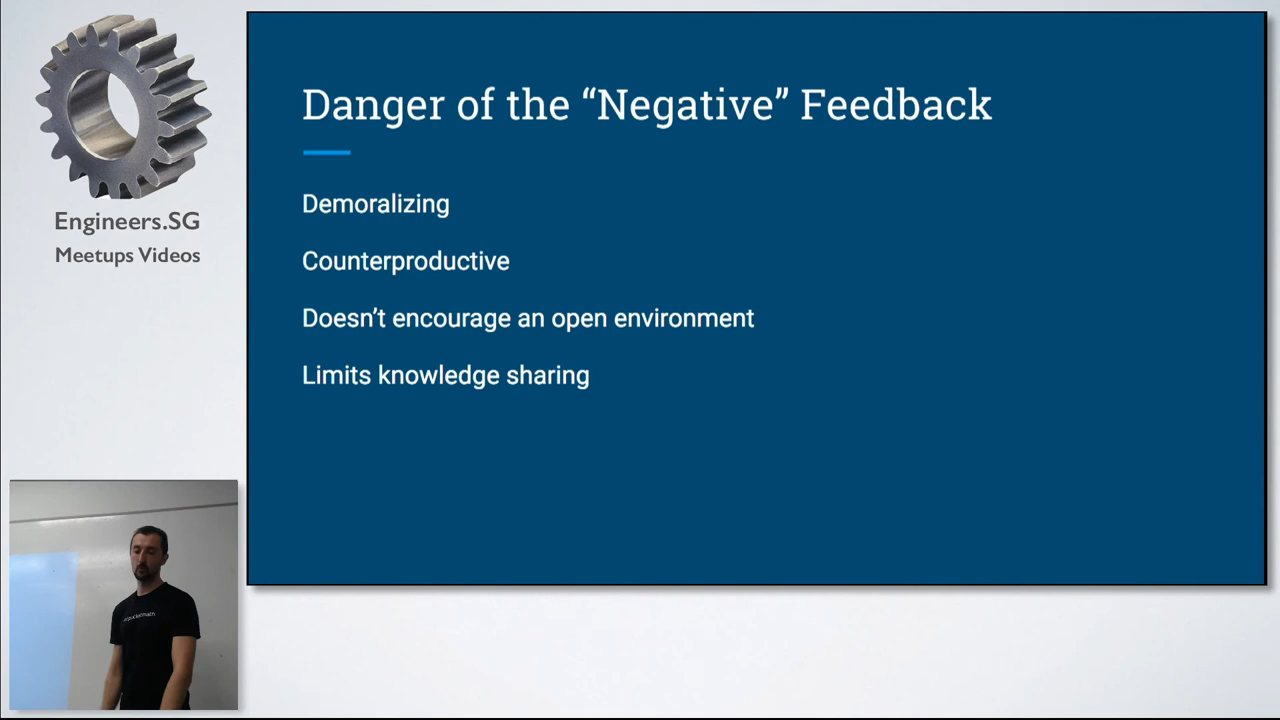 Engineers.SG
Meetups Videos
Danger of the “Negative” Feedback
Demoralizing
Counterproductive
Doesn’t encourage an open environment
Limits knowledge sharing